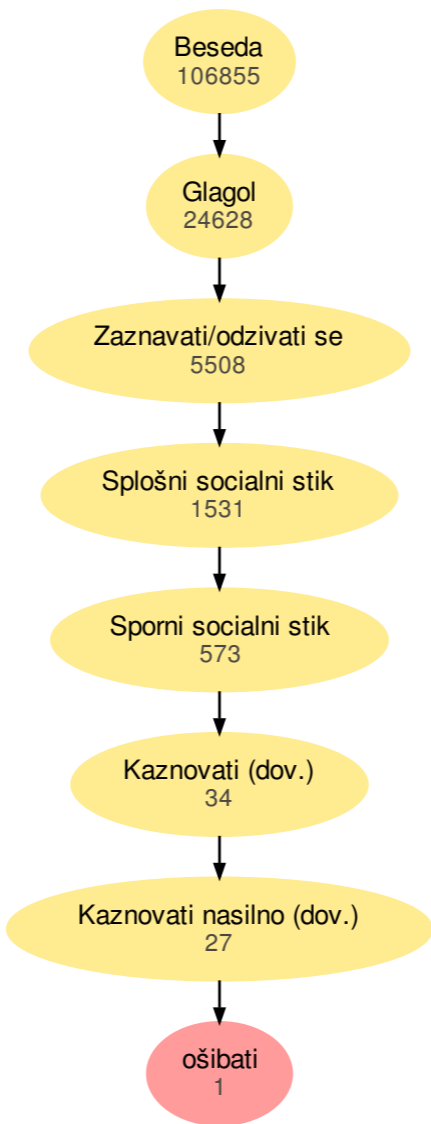 Beseda
106855
Glagol
24628
Zaznavati/odzivati se
5508
Splošni socialni stik
1531
Sporni socialni stik
573
Kaznovati (dov.)
34
Kaznovati nasilno (dov.)
27
ošibati
1